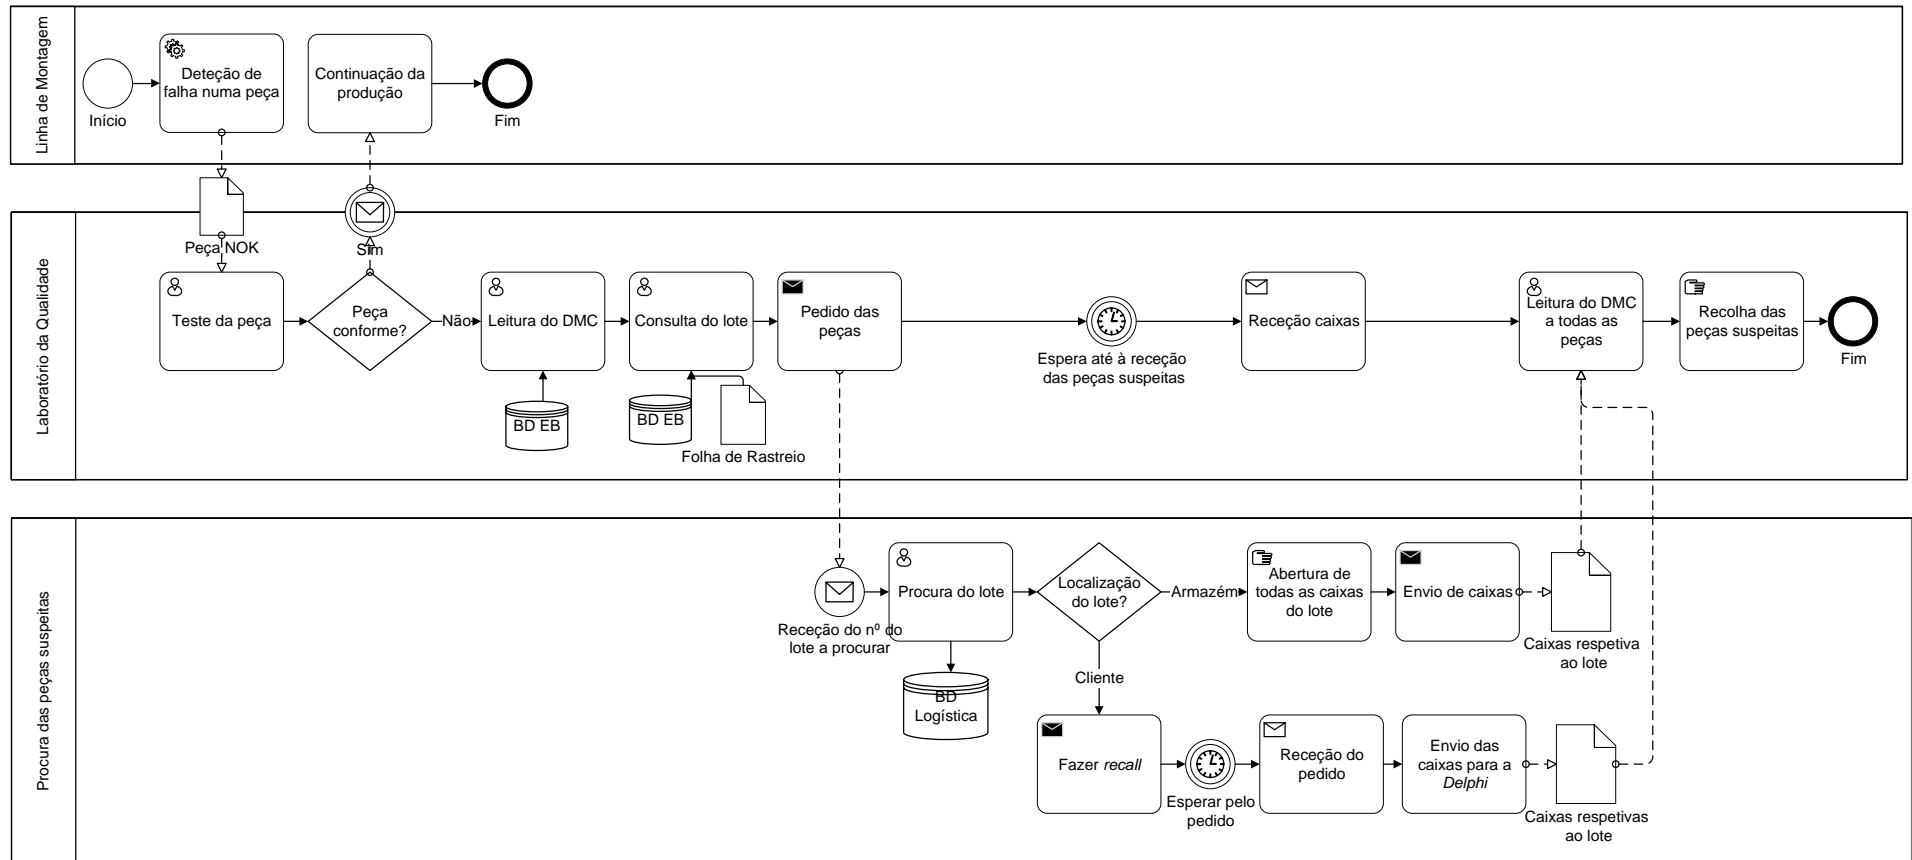 Linha de Montagem
Início
Deteção de
falha numa peça
Continuação da
produção
Fim
Laboratório da Qualidade
Peça NOK
Sim
Teste da peça
Peça
conforme?
Não
Leitura do DMC
BD EB
Consulta do lote
BD EB
Folha de Rastreio
Pedido das
peças
Espera até à receção
das peças suspeitas
Receção caixas
Leitura do DMC
a todas as
peças
Recolha das
peças suspeitas
Fim
Procura das peças suspeitas
Receção do nº do
lote a procurar
Procura do lote
BD
Logística
Localização
do lote?
Armazém
Abertura de
todas as caixas
do lote
Envio de caixas
Caixas respetiva
ao lote
Cliente
Fazer recall
Esperar pelo
pedido
Receção do
pedido
Envio das
caixas para a
Delphi
Caixas respetivas
ao lote